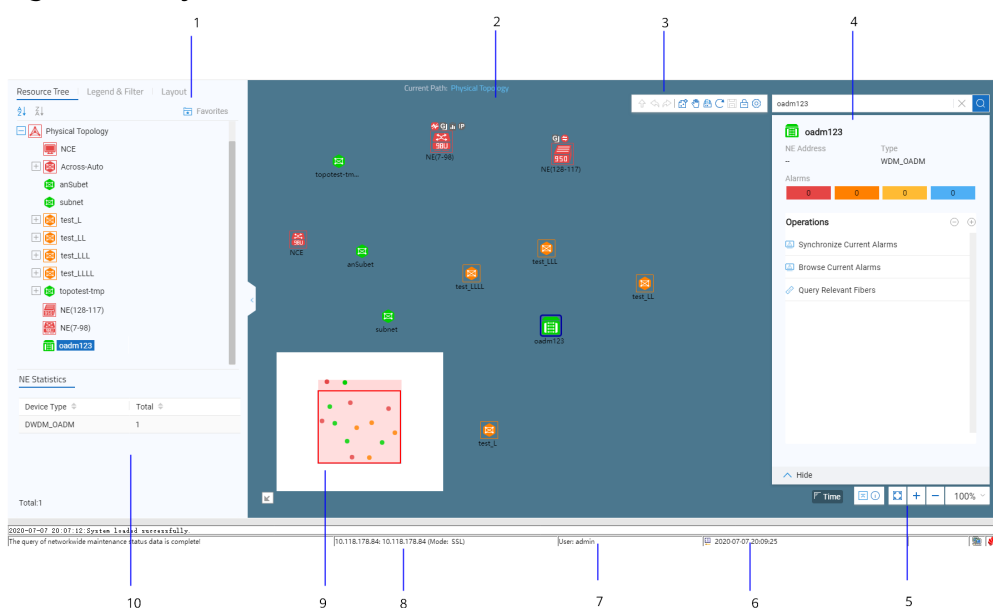 1
2
3
4
Resource Tree
Legend & Filter
Layout
Favorites
Physical Topology
NCE
Across-Auto
anSubet
subnet
test_L
test_LL
test_LLL
test_LLLL
topotest-tmp
NE(128-117)
NE(7-98)
oadm123
NE Statistics
Device Type
Total
DWDM_OADM
1
Total:1
Current Path: Physical Topology
GJ
IP
98U
NE(7-98)
topotest-tm...
GJ
950
NE(128-117)
98U
NCE
anSubet
test_LLL
test_LLLL
test_LL
subnet
oadm123
test_L
oadm123
oadm123
NE Address
Type
--
WDM_OADM
Alarms
0
0
0
0
Operations
Synchronize Current Alarms
Browse Current Alarms
Query Relevant Fibers
Hide
Time
100%
2020-07-07 20:07:12:System loaded successfully.
The query of networkwide maintenance status data is complete!
10.118.178.84: 10.118.178.84 (Mode: SSL)
User: admin
2020-07-07 20:09:25
10
9
8
7
6
5